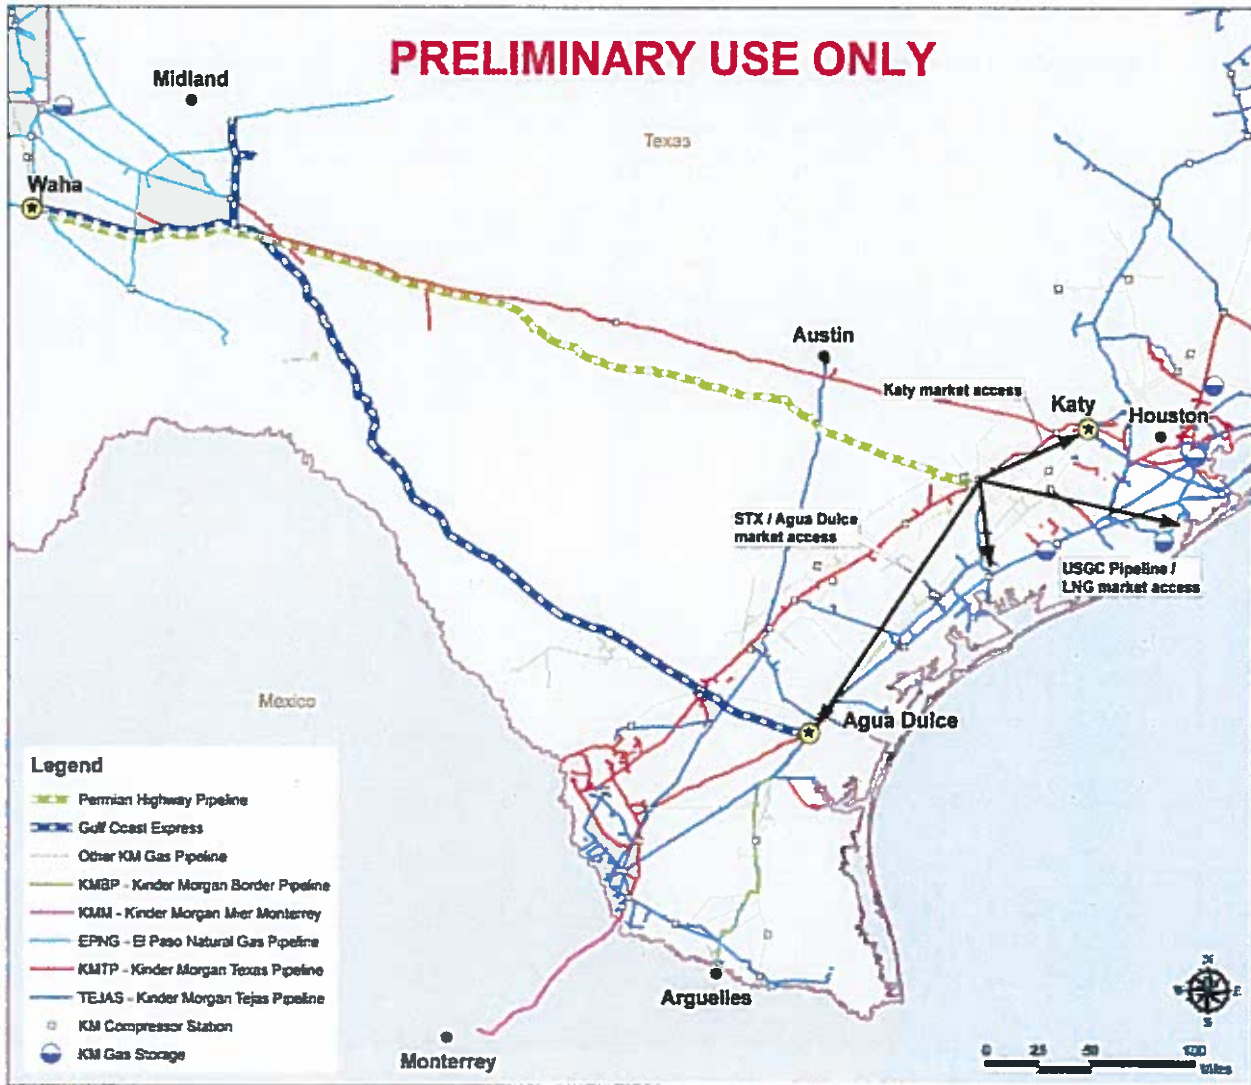 PRELIMINARY USE ONLY
Midland
Texas
Waha
Austin
Katy market access
Katy
Houston
STX / Agua Dulce
market access
USGC Pipeline /
LNG market access
Mexico
Agua Dulce
Legend
Permian Highway Pipeline
Gulf Coast Express
Other KM Gas Pipeline
KMBP - Kinder Morgan Border Pipeline
KMM - Kinder Morgan Mier Monterrey
EPNG - El Paso Natural Gas Pipeline
KMTP - Kinder Morgan Texas Pipeline
TEJAS - Kinder Morgan Tejas Pipeline
KM Compressor Station
KM Gas Storage
Arguelles
Monterrey
N
W E
S
0 25 50 100
Miles